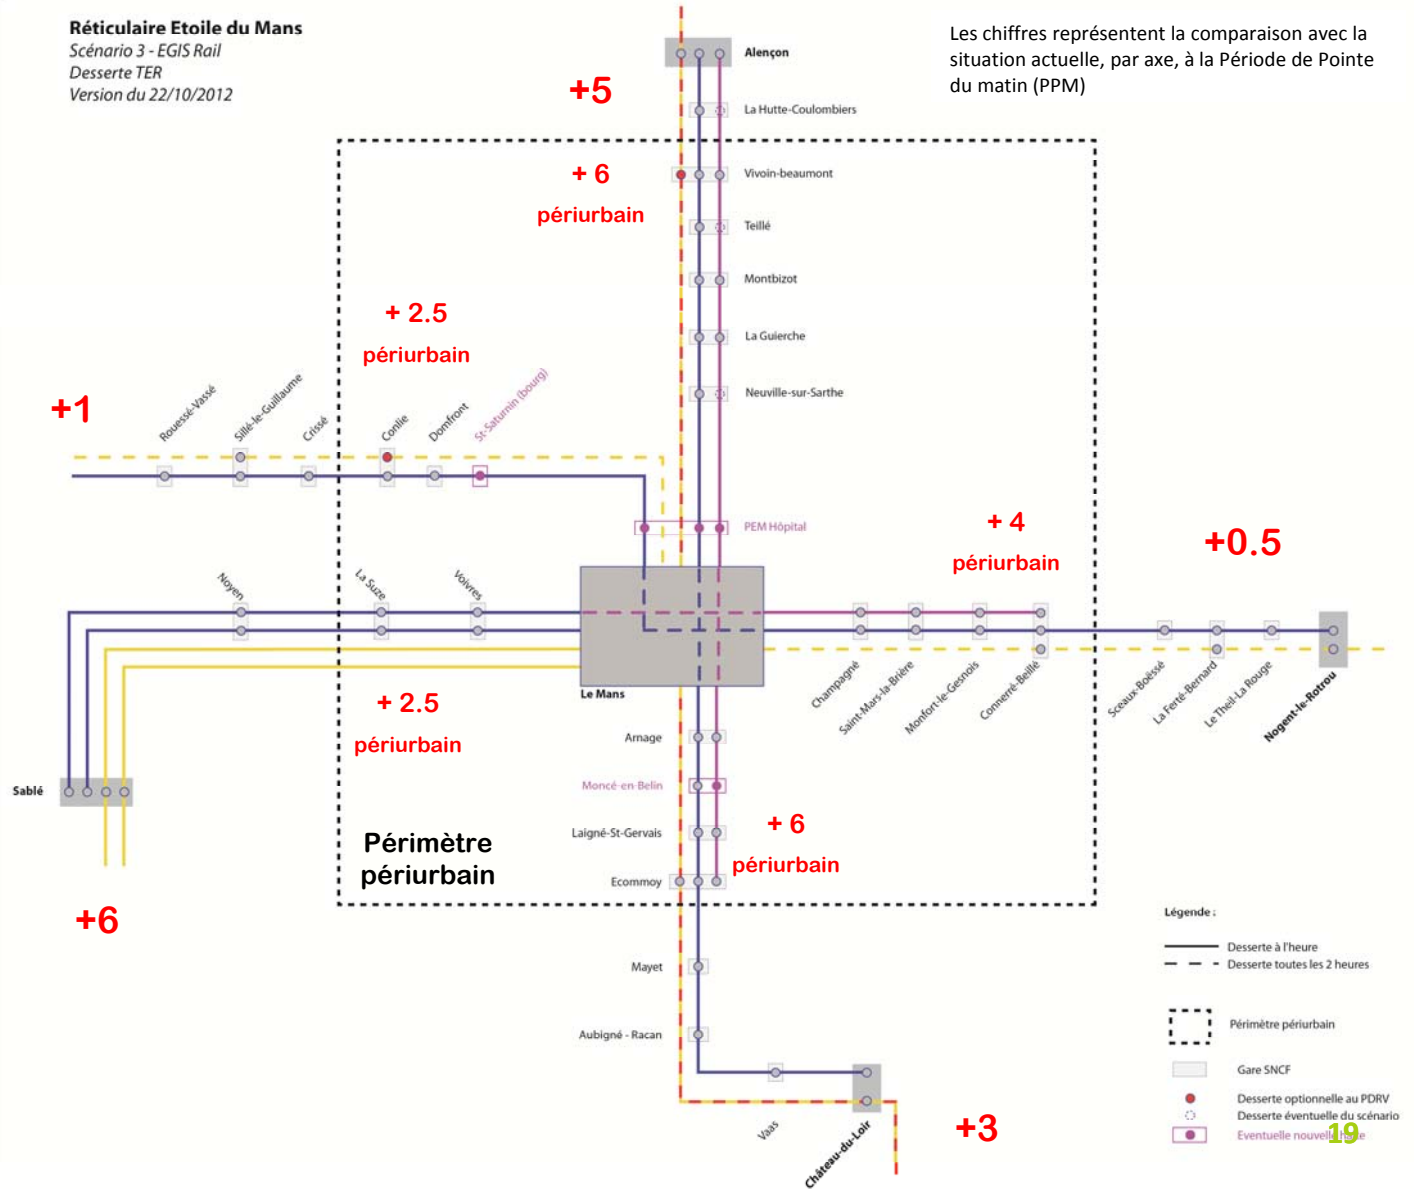 Réticulaire Etoile du Mans
Scénario 3 - EGIS Rail
Desserte TER
Version du 22/10/2012
Les chiffres représentent la comparaison avec la
situation actuelle, par axe, à la Période de Pointe
du matin (PPM)
Alençon
+5
La Hutte-Coulombiers
+ 6
périurbain
Vivoin-beaumont
Teillé
Montbizot
+ 2.5
périurbain
La Guierche
Neuville-sur-Sarthe
+1
Rouessé-Vassé
Sillé-le-Guillaume
Crissé
Conlie
Domfront
St-Saturnin (bourg)
PEM Hôpital
+ 4
périurbain
+0.5
Noyen
La Suze
Voivres
Le Mans
Champagné
Saint-Mars-la-Brière
Monfort-le-Gesnois
Connerré-Beillé
Sceaux-Boëssé
La Ferté-Bernard
Le Theil-La Rouge
Nogent-le-Rotrou
+ 2.5
périurbain
Arnage
Sablé
Moncé-en-Belin
Laigné-St-Gervais
+ 6
périurbain
Périmètre
périurbain
Ecommoy
+6
Mayet
Aubigné - Racan
Vaas
Château-du-Loir
+3
Légende :
Desserte à l'heure
Desserte toutes les 2 heures
Périmètre périurbain
Gare SNCF
Desserte optionnelle au PDRV
Desserte éventuelle du scénario
Eventuelle nouvelle halte
19